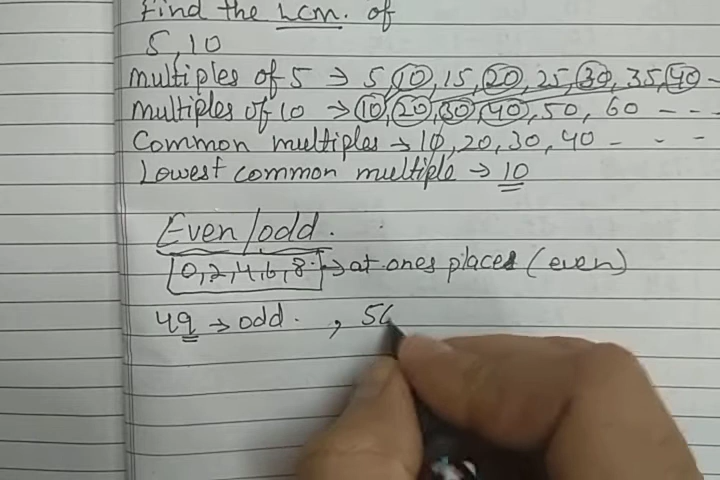 Find the LCM. of
5, 10
multiples of 5 → 5, 10, 15, 20, 25, 30, 35, 40 -
multiples of 10 → 10, 20, 30, 40, 50, 60 - - -
Common multiples → 10, 20, 30, 40 - - -
Lowest common multiple → 10
Even/odd.
0, 2, 4, 6, 8 → at ones places (even)
49 → odd. , 5